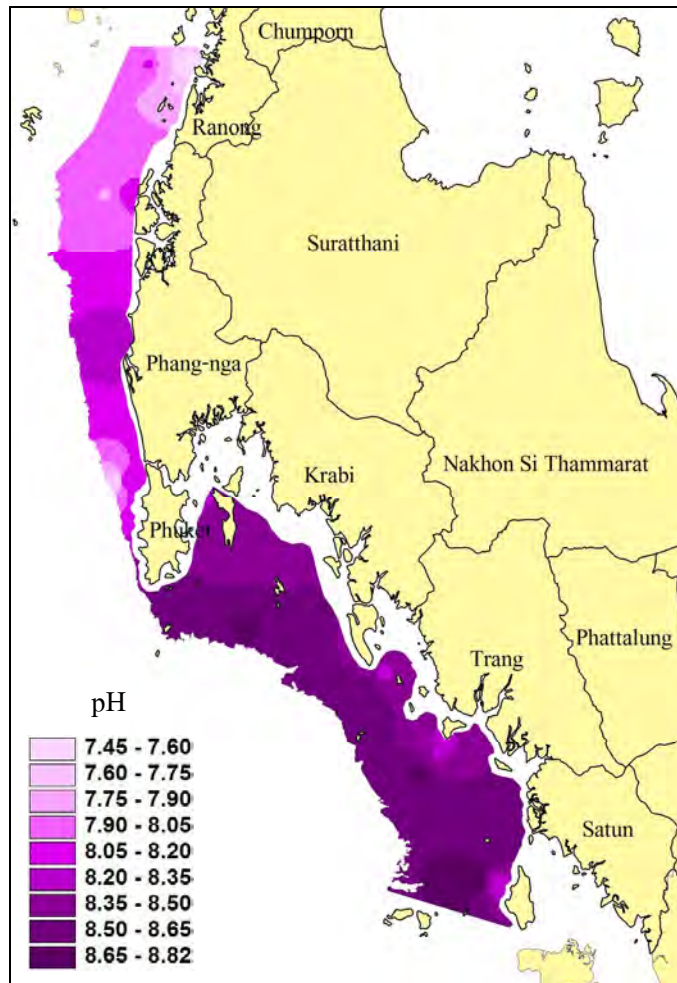 Chumporn
Ranong
Suratthani
Phang-nga
Nakhon Si Thammarat
Krabi
Phuket
Phattalung
Trang
Satun
pH
7.45 - 7.60
7.60 - 7.75
7.75 - 7.90
7.90 - 8.05
8.05 - 8.20
8.20 - 8.35
8.35 - 8.50
8.50 - 8.65
8.65 - 8.82